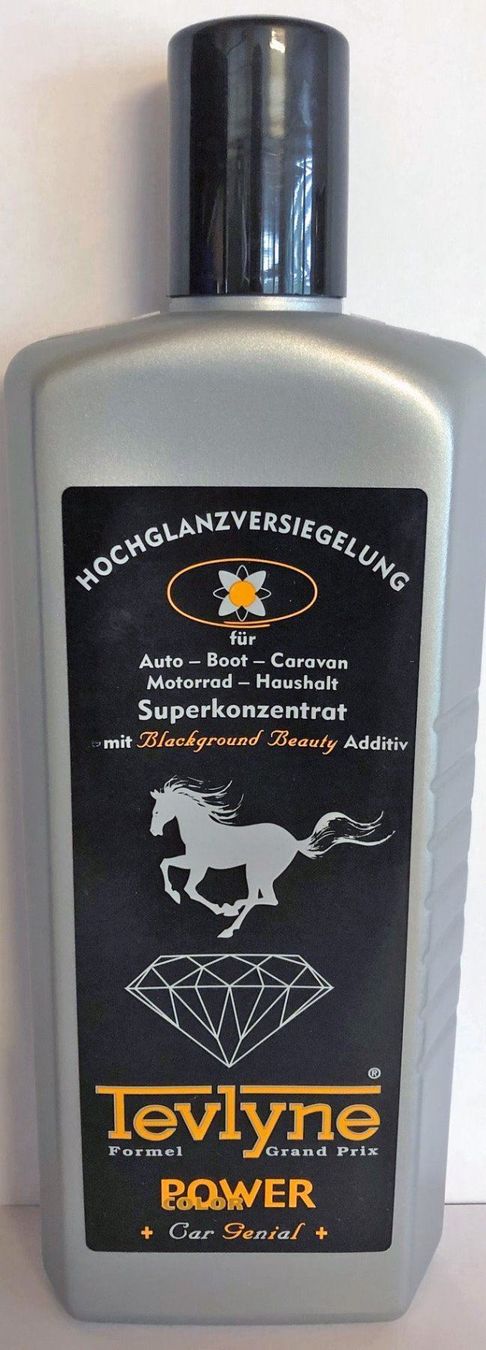 HOCHGLANZVERSIEGELUNG
für
Auto – Boot – Caravan
Motorrad – Haushalt
Superkonzentrat
mit Blackground Beauty Additiv
Tevlyne ®
Formel Grand Prix
POWER
COLOR
+ Car Genial +